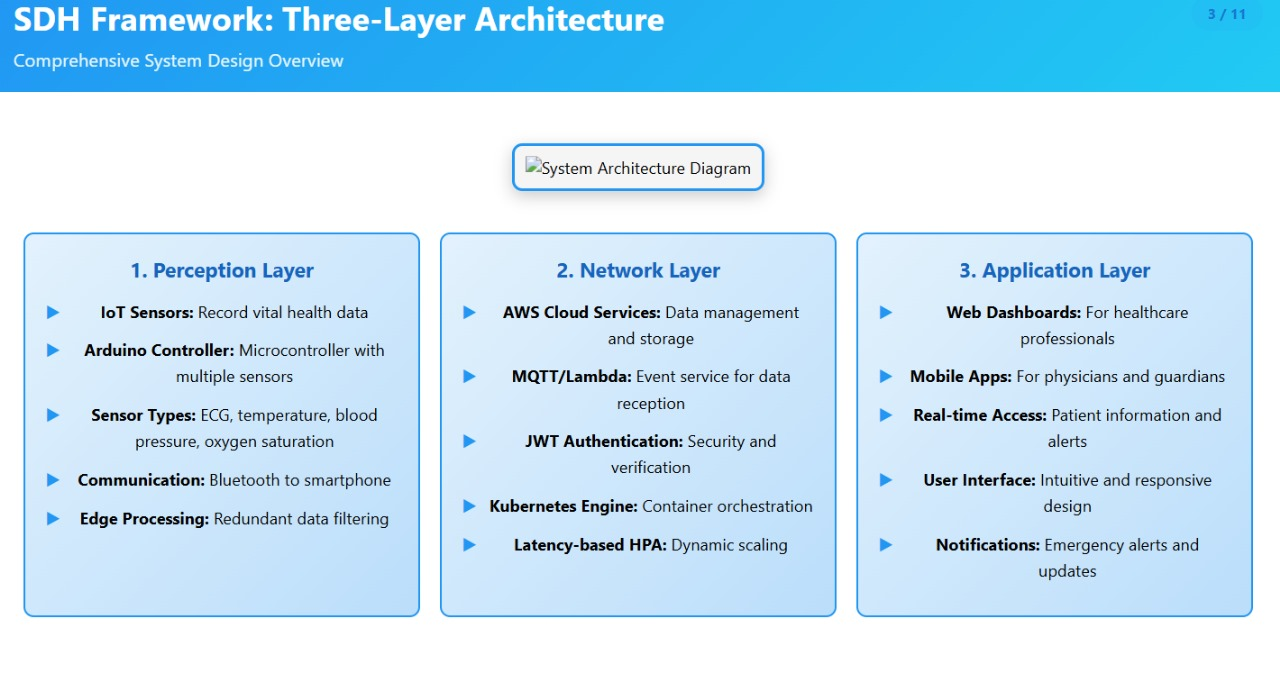 SDH Framework: Three-Layer Architecture
3 / 11
Comprehensive System Design Overview
System Architecture Diagram
1. Perception Layer
IoT Sensors: Record vital health data
Arduino Controller: Microcontroller with
multiple sensors
Sensor Types: ECG, temperature, blood
pressure, oxygen saturation
Communication: Bluetooth to smartphone
Edge Processing: Redundant data filtering
2. Network Layer
AWS Cloud Services: Data management
and storage
MQTT/Lambda: Event service for data
reception
JWT Authentication: Security and
verification
Kubernetes Engine: Container orchestration
Latency-based HPA: Dynamic scaling
3. Application Layer
Web Dashboards: For healthcare
professionals
Mobile Apps: For physicians and guardians
Real-time Access: Patient information and
alerts
User Interface: Intuitive and responsive
design
Notifications: Emergency alerts and
updates